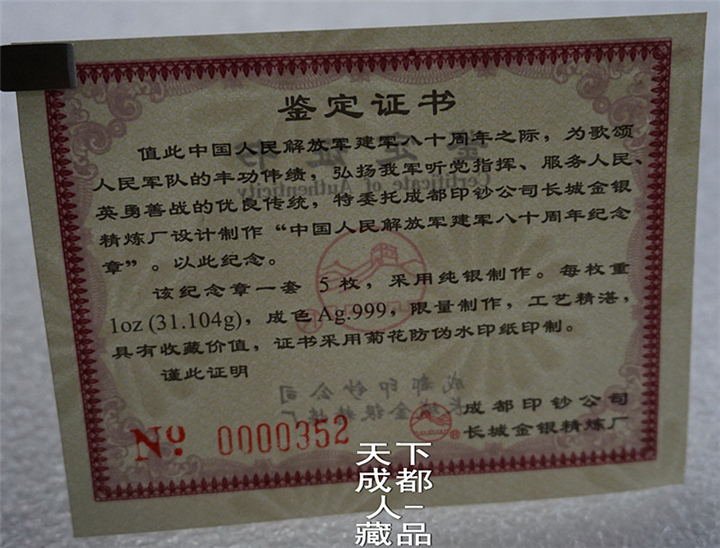 鉴定证书
值此中国人民解放军建军八十周年之际，为歌颂
人民军队的丰功伟绩，弘扬我军听党指挥、服务人民、
英勇善战的优良传统，特委托成都印钞公司长城金银
精炼厂设计制作“中国人民解放军建军八十周年纪念
章”。以此纪念。
该纪念章一套 5 枚，采用纯银制作。每枚重
1oz (31.104g)，成色 Ag.999，限量制作，工艺精湛，
具有收藏价值，证书采用菊花防伪水印纸印制。
谨此证明
成都印钞公司
长城金银精炼厂
Nº 0000352
天下
成都
人－
藏品